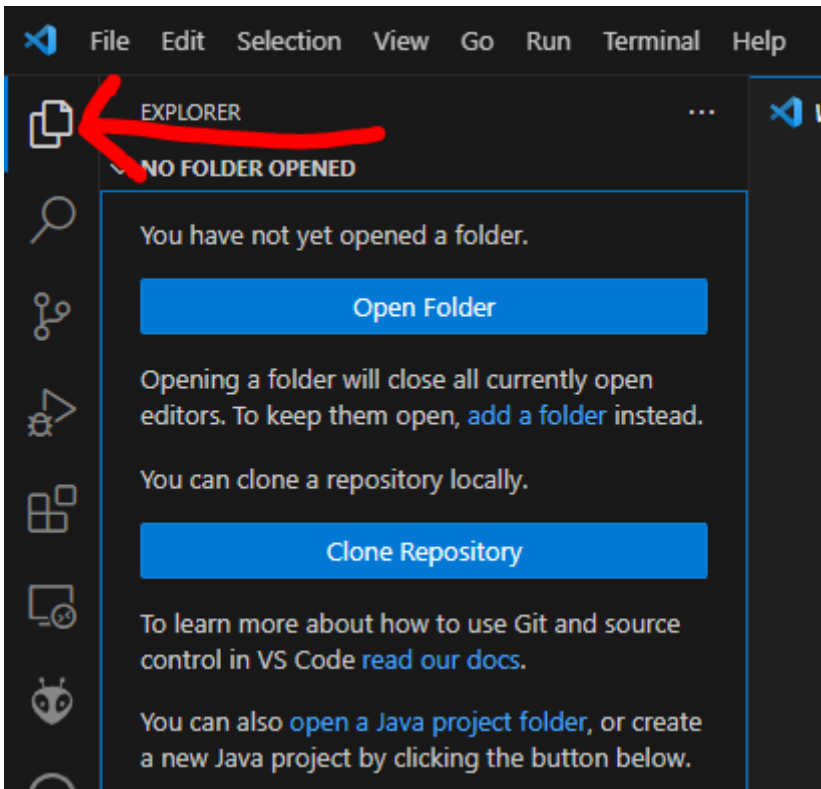 File Edit Selection View Go Run Terminal Help
EXPLORER ...
NO FOLDER OPENED
You have not yet opened a folder.
Open Folder
Opening a folder will close all currently open
editors. To keep them open, add a folder instead.
You can clone a repository locally.
Clone Repository
To learn more about how to use Git and source
control in VS Code read our docs.
You can also open a Java project folder, or create
a new Java project by clicking the button below.